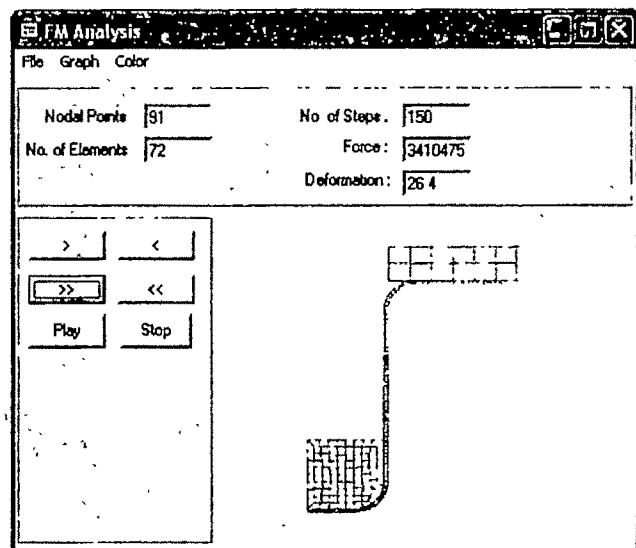 FM Analysis
File Graph Color
Nodal Points 91
No. of Steps. 150
No. of Elements 72
Force: 3410475
Deformation: 26 4
> <
>> <<
Play Stop